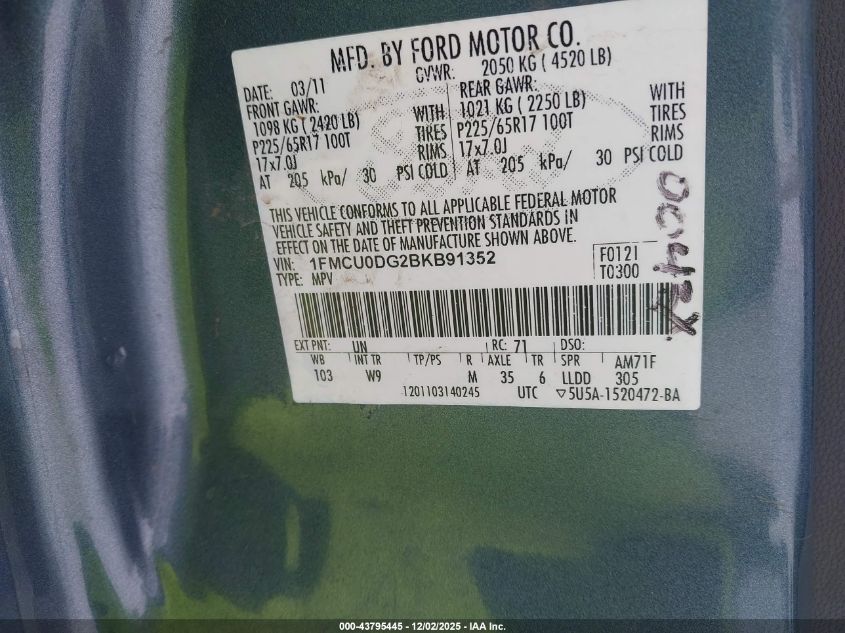 MFD. BY FORD MOTOR CO.
DATE: 03/11 GVWR: 2050 KG ( 4520 LB)
FRONT GAWR: REAR GAWR:
1098 KG ( 2420 LB) WITH 1021 KG ( 2250 LB) WITH
P225/65R17 100T TIRES P225/65R17 100T TIRES
17x7.0J RIMS 17x7.0J RIMS
AT 205 kPa/ 30 PSI COLD AT 205 kPa/ 30 PSI COLD
THIS VEHICLE CONFORMS TO ALL APPLICABLE FEDERAL MOTOR
VEHICLE SAFETY AND THEFT PREVENTION STANDARDS IN
EFFECT ON THE DATE OF MANUFACTURE SHOWN ABOVE.
VIN: 1FMCU0DG2BKB91352 F0121
TYPE: MPV T0300
EXT PNT: UN RC: 71 DSO:
WB INT TR TP/PS R AXLE TR SPR AM71F
103 W9 M 35 6 LLDD 305
1201103140245 UTC ▽5U5A-1520472-BA
000-43795445 - 12/02/2025 - IAA Inc.